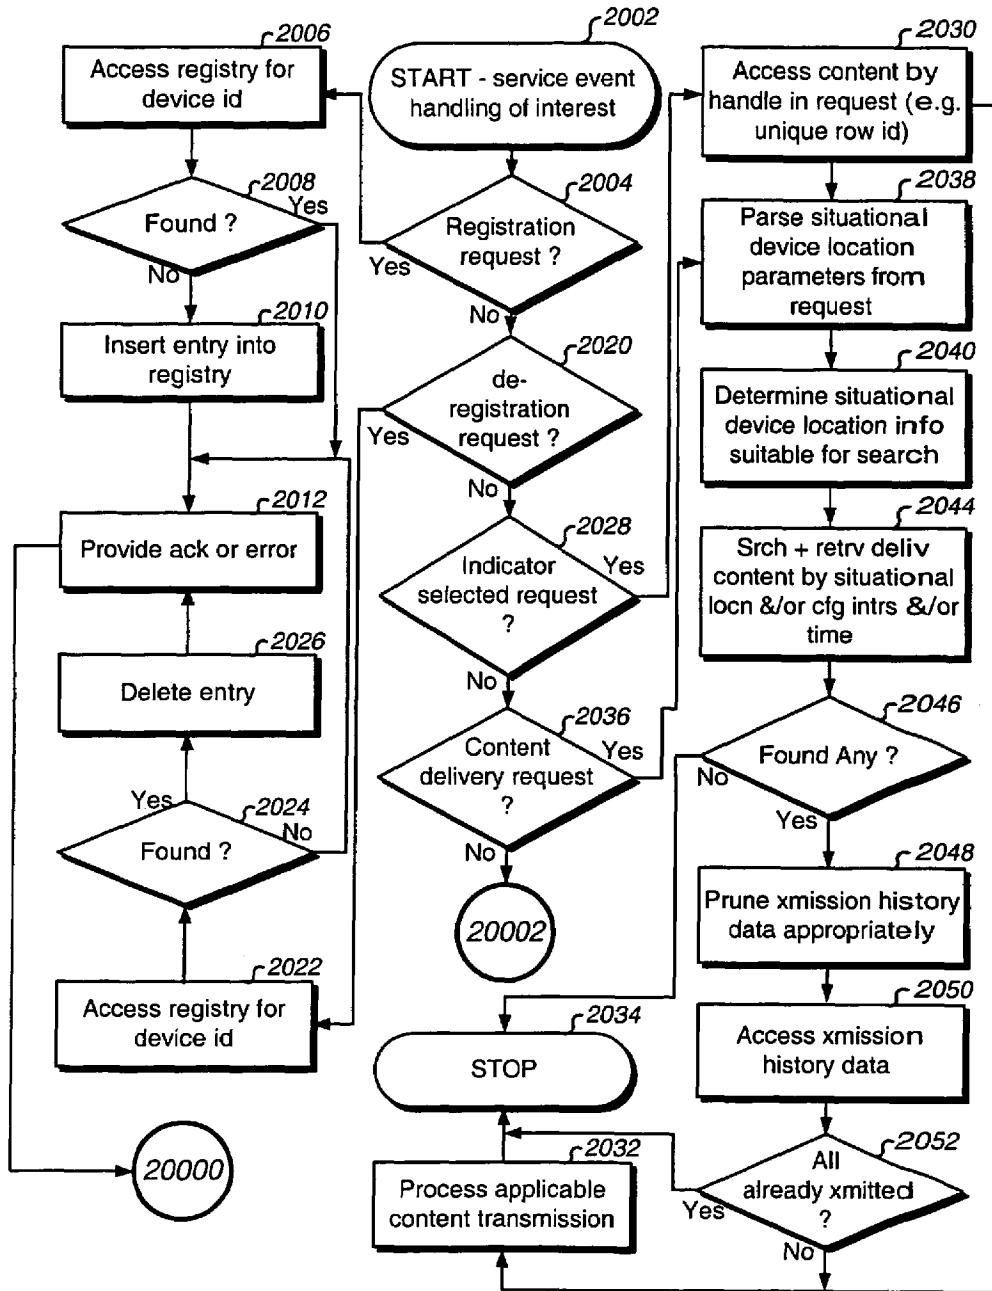 2002
START - service event
handling of interest
2004
Registration
request ?
Yes
No
2006
Access registry for
device id
2008
Found ?
Yes
No
2010
Insert entry into
registry
2012
Provide ack or error
2026
Delete entry
Yes
2024
No
Found ?
2022
Access registry for
device id
20000
2020
de-
registration
request ?
Yes
No
2028
Indicator
selected request
?
Yes
No
2036
Content
delivery request
?
Yes
No
20002
2034
STOP
2032
Process applicable
content transmission
2030
Access content by
handle in request (e.g.
unique row id)
2038
Parse situational
device location
parameters from
request
2040
Determine situational
device location info
suitable for search
2044
Srch + retrv deliv
content by situational
locn &/or cfg intrs &/or
time
2046
Found Any ?
No
Yes
2048
Prune xmission history
data appropriately
2050
Access xmission
history data
2052
All
already xmitted
?
Yes
No